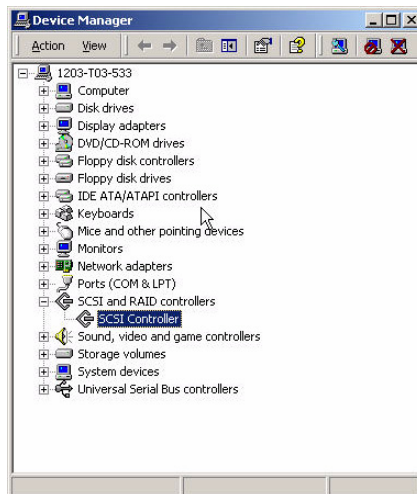 Device Manager
Action View
1203-T03-533
Computer
Disk drives
Display adapters
DVD/CD-ROM drives
Floppy disk controllers
Floppy disk drives
IDE ATA/ATAPI controllers
Keyboards
Mice and other pointing devices
Monitors
Network adapters
Ports (COM & LPT)
SCSI and RAID controllers
SCSI Controller
Sound, video and game controllers
Storage volumes
System devices
Universal Serial Bus controllers